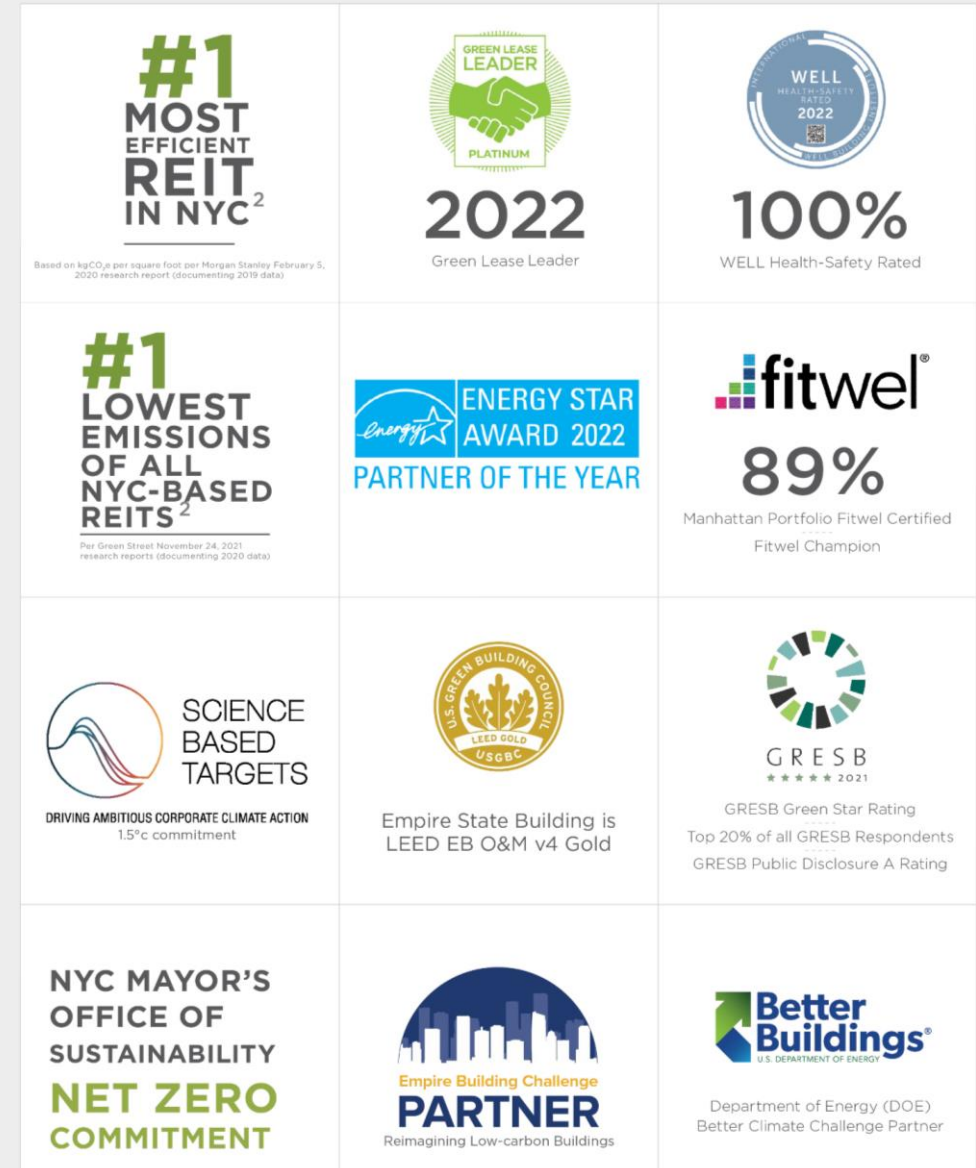 #1
MOST
EFFICIENT
REIT
IN NYC²
Based on kgCO₂e per square foot per Morgan Stanley February 5,
2020 research report (documenting 2019 data)
GREEN LEASE
LEADER
PLATINUM
2022
Green Lease Leader
INTERNATIONAL
WELL
HEALTH-SAFETY
RATED
2022
WELL BUILDING INSTITUTE
100%
WELL Health-Safety Rated
#1
LOWEST
EMISSIONS
OF ALL
NYC-BASED
REITS²
Per Green Street November 24, 2021
research reports (documenting 2020 data)
energy
ENERGY STAR
AWARD 2022
PARTNER OF THE YEAR
fitwel®
89%
Manhattan Portfolio Fitwel Certified
Fitwel Champion
SCIENCE
BASED
TARGETS
DRIVING AMBITIOUS CORPORATE CLIMATE ACTION
1.5°c commitment
U.S. GREEN BUILDING COUNCIL
LEED GOLD
USGBC
Empire State Building is
LEED EB O&M v4 Gold
GRESB
★★★★★ 2021
GRESB Green Star Rating
Top 20% of all GRESB Respondents
GRESB Public Disclosure A Rating
NYC MAYOR'S
OFFICE OF
SUSTAINABILITY
NET ZERO
COMMITMENT
Empire Building Challenge
PARTNER
Reimagining Low-carbon Buildings
Better
Buildings®
U.S. DEPARTMENT OF ENERGY
Department of Energy (DOE)
Better Climate Challenge Partner